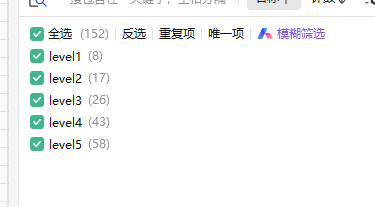 全选 (152) 反选 重复项 唯一项 模糊筛选
level1 (8)
level2 (17)
level3 (26)
level4 (43)
level5 (58)